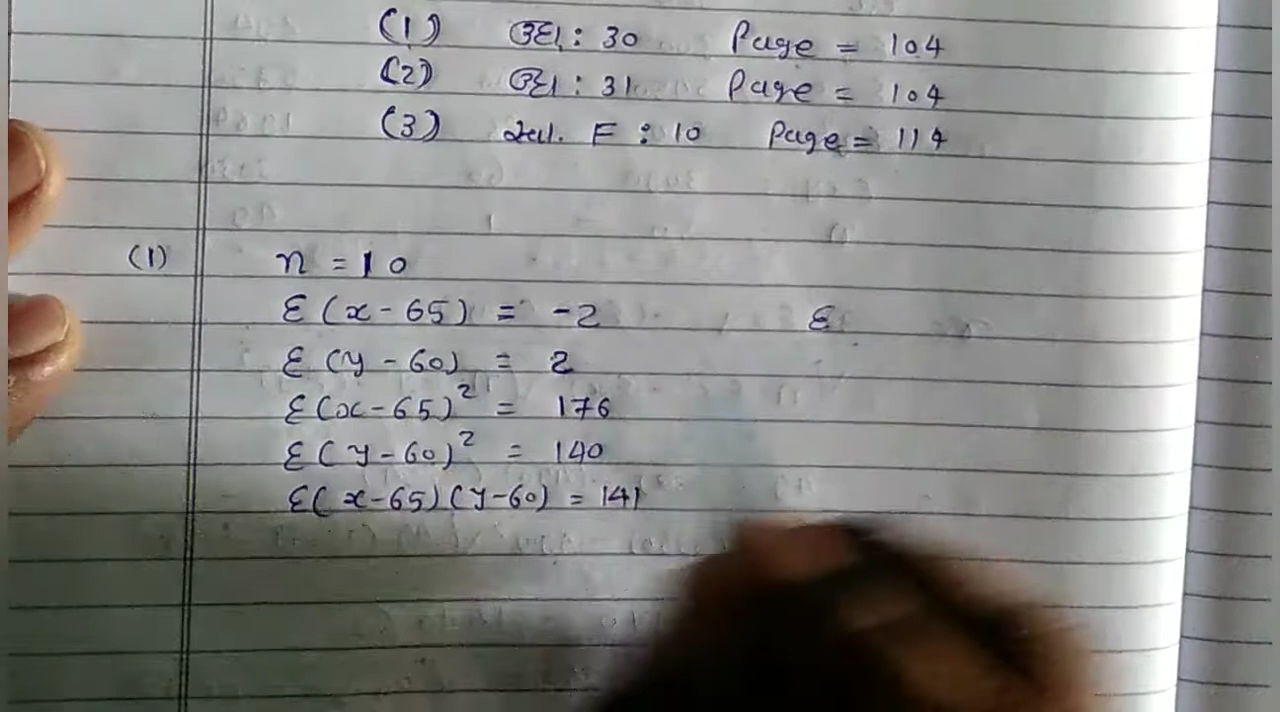 (1) ઉદા: 30 Page = 104
(2) ઉદા: 31 Page = 104
(3) સ્વા. F : 10 Page = 114
(1) n = 10
Σ(x - 65) = -2 Σ
Σ(y - 60) = 2
Σ(x-65)² = 176
Σ(y-60)² = 140
Σ(x-65)(y-60) = 141